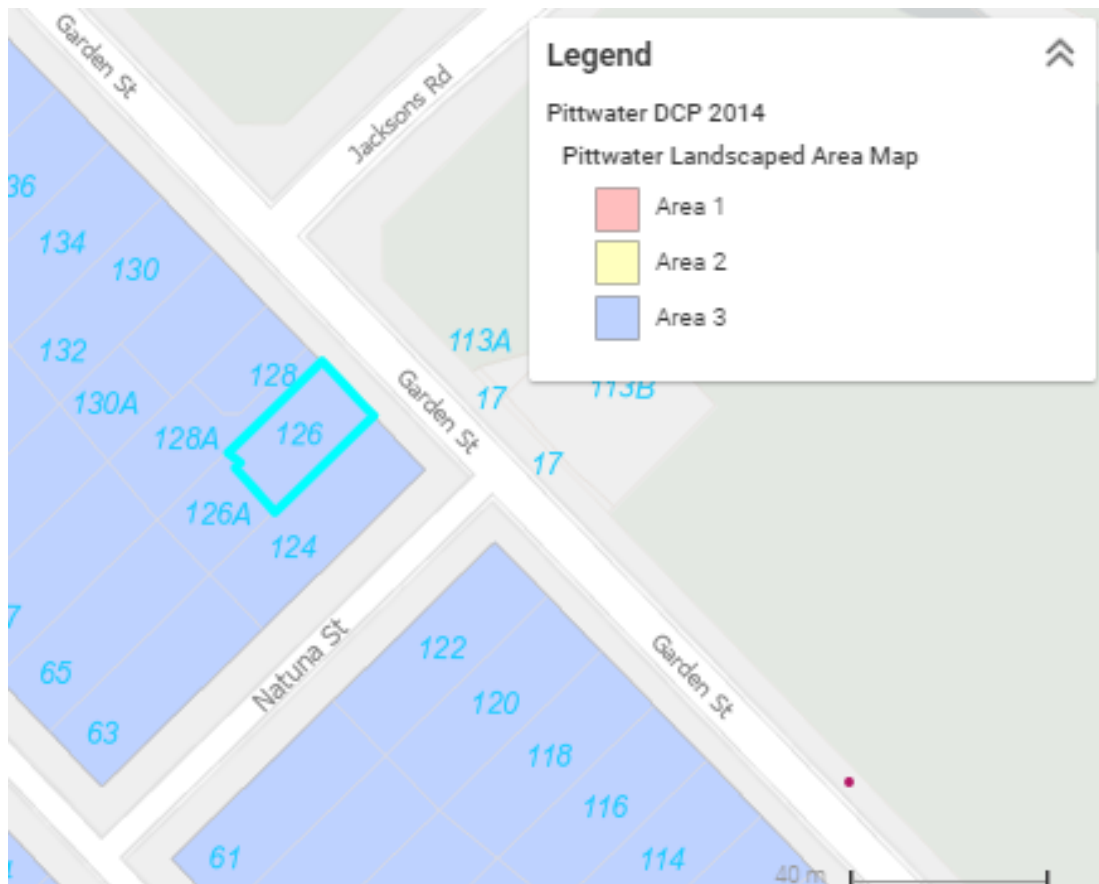 Garden St
Jacksons Rd
Legend
Pittwater DCP 2014
Pittwater Landscaped Area Map
Area 1
Area 2
Area 3
36
134
130
132
130A
128
128A
126
126A
124
113A
17
113B
Garden St
17
7
65
63
Natuna St
122
120
118
116
114
61
Garden St
40 m